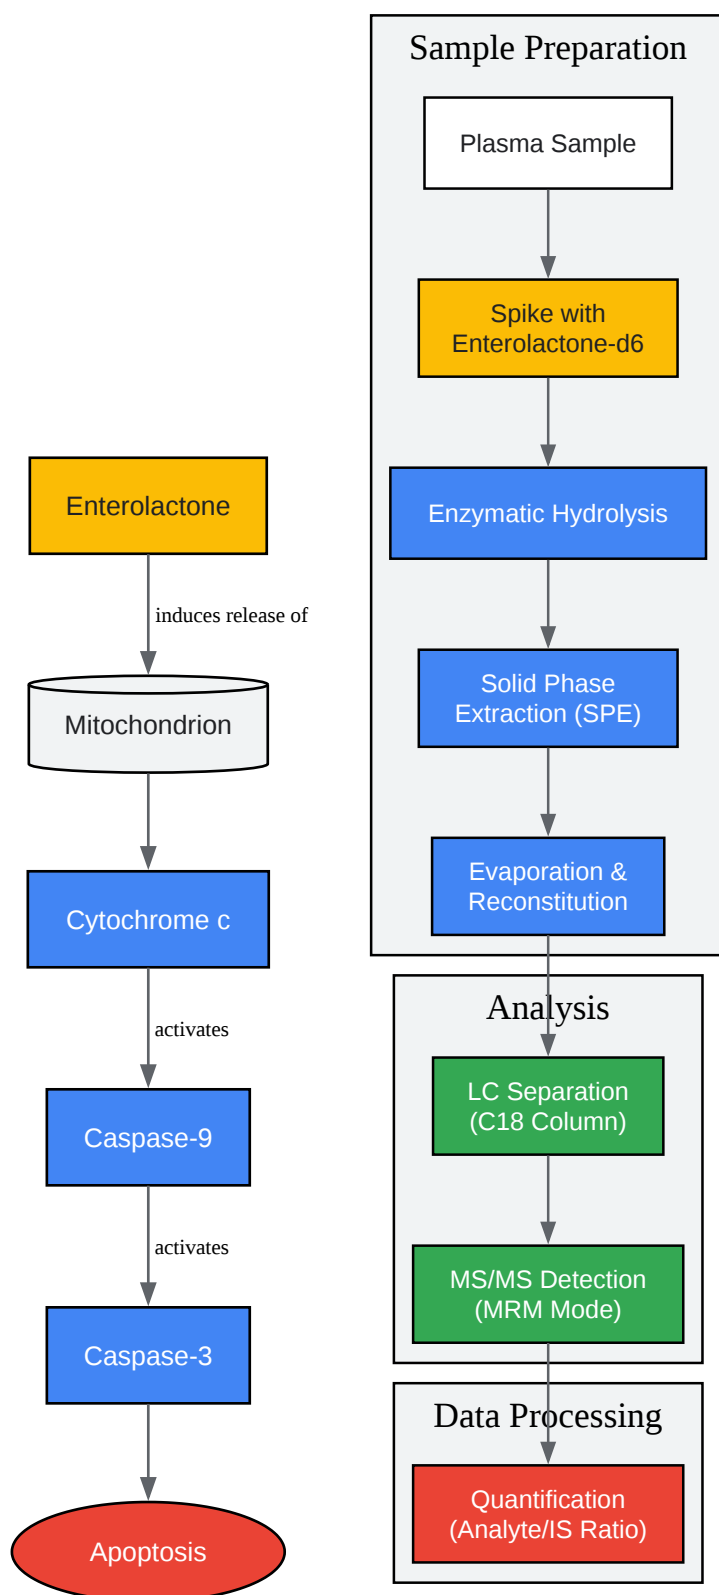 Enterolactone
induces release of
Mitochondrion
Cytochrome c
activates
Caspase-9
activates
Caspase-3
Apoptosis
Sample Preparation
Plasma Sample
Spike with
Enterolactone-d6
Enzymatic Hydrolysis
Solid Phase
Extraction (SPE)
Evaporation &
Reconstitution
Analysis
LC Separation
(C18 Column)
MS/MS Detection
(MRM Mode)
Data Processing
Quantification
(Analyte/IS Ratio)